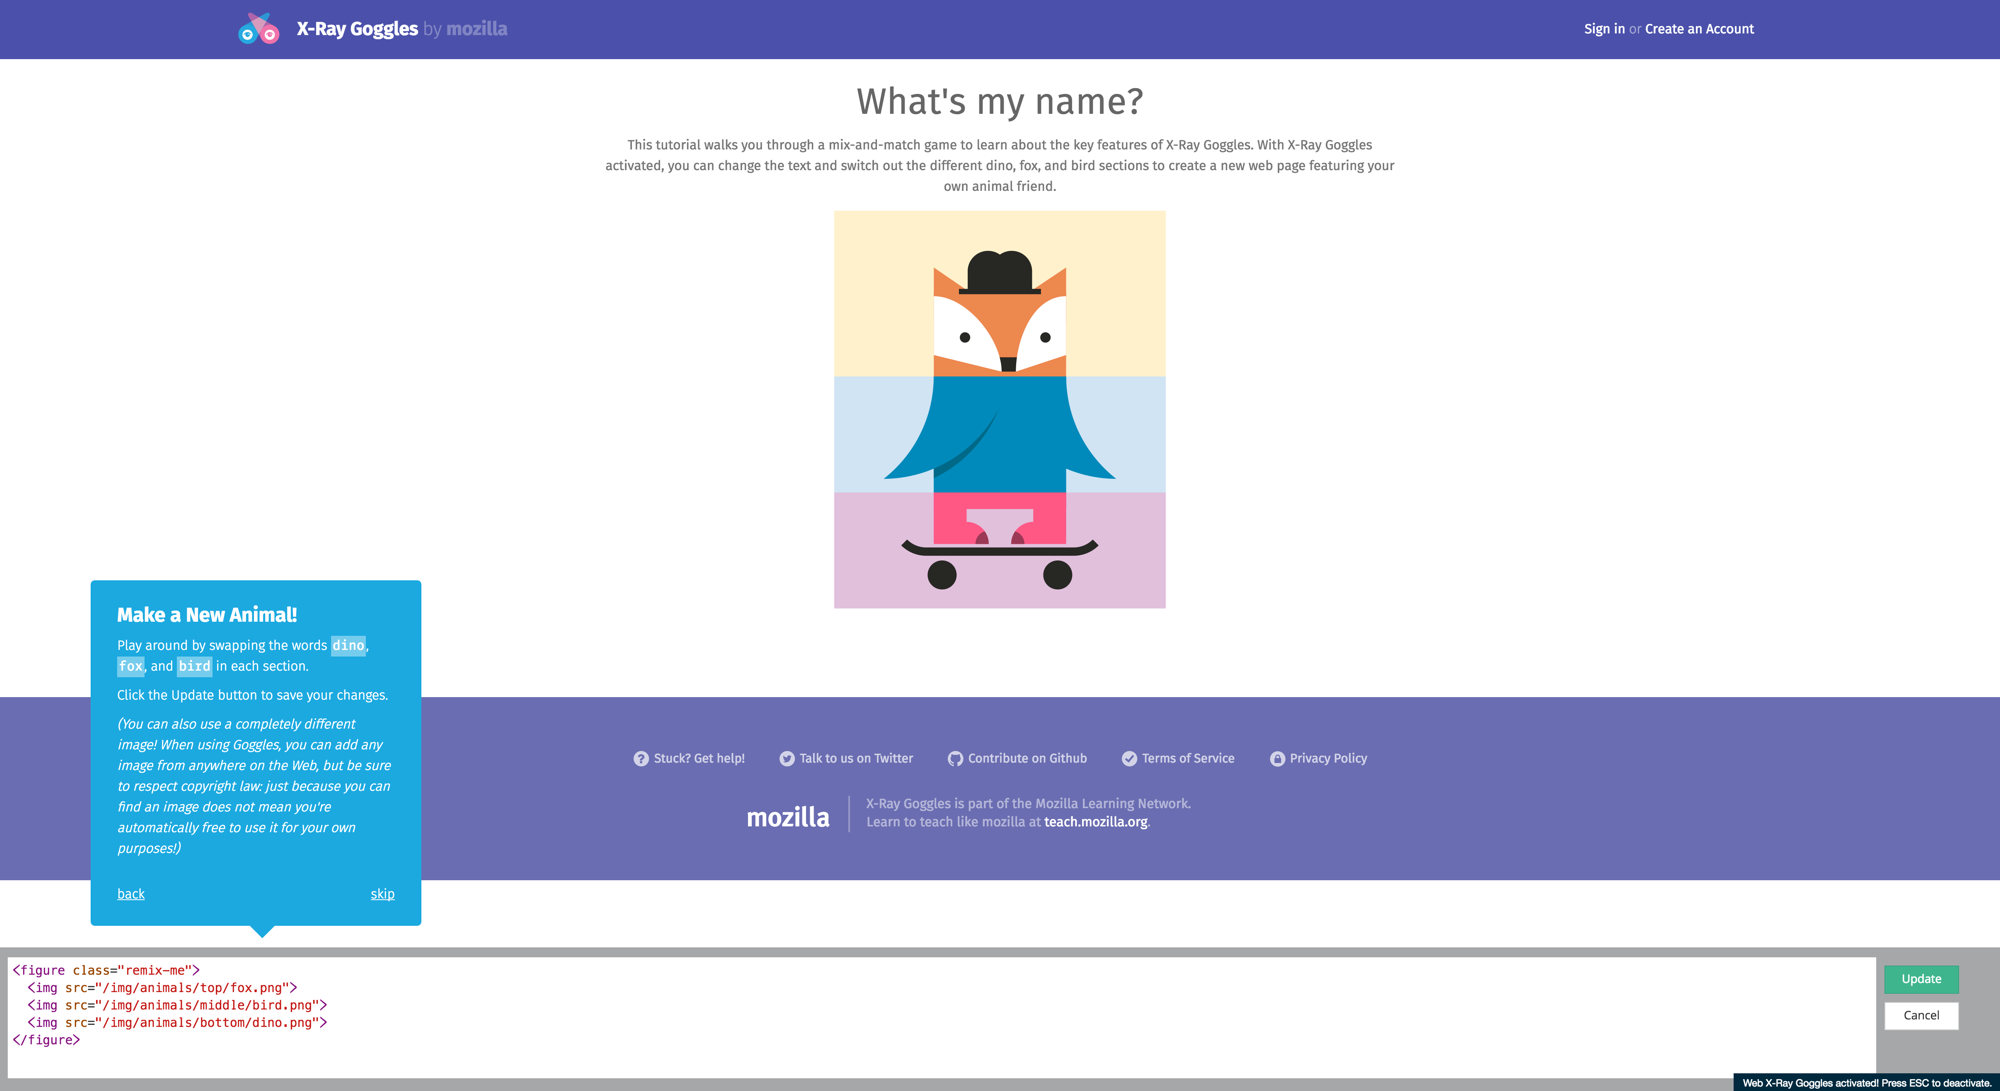 X-Ray Goggles by mozilla
Sign in or Create an Account
What's my name?
This tutorial walks you through a mix-and-match game to learn about the key features of X-Ray Goggles. With X-Ray Goggles
activated, you can change the text and switch out the different dino, fox, and bird sections to create a new web page featuring your
own animal friend.
Make a New Animal!
Play around by swapping the words dino,
fox, and bird in each section.
Click the Update button to save your changes.
(You can also use a completely different
image! When using Goggles, you can add any
image from anywhere on the Web, but be sure
to respect copyright law: just because you can
find an image does not mean you're
automatically free to use it for your own
purposes!)
back
skip
Stuck? Get help!
Talk to us on Twitter
Contribute on Github
Terms of Service
Privacy Policy
mozilla
X-Ray Goggles is part of the Mozilla Learning Network.
Learn to teach like mozilla at teach.mozilla.org.
<figure class="remix-me">
  <img src="/img/animals/top/fox.png">
  <img src="/img/animals/middle/bird.png">
  <img src="/img/animals/bottom/dino.png">
</figure>
Update
Cancel
Web X-Ray Goggles activated! Press ESC to deactivate.